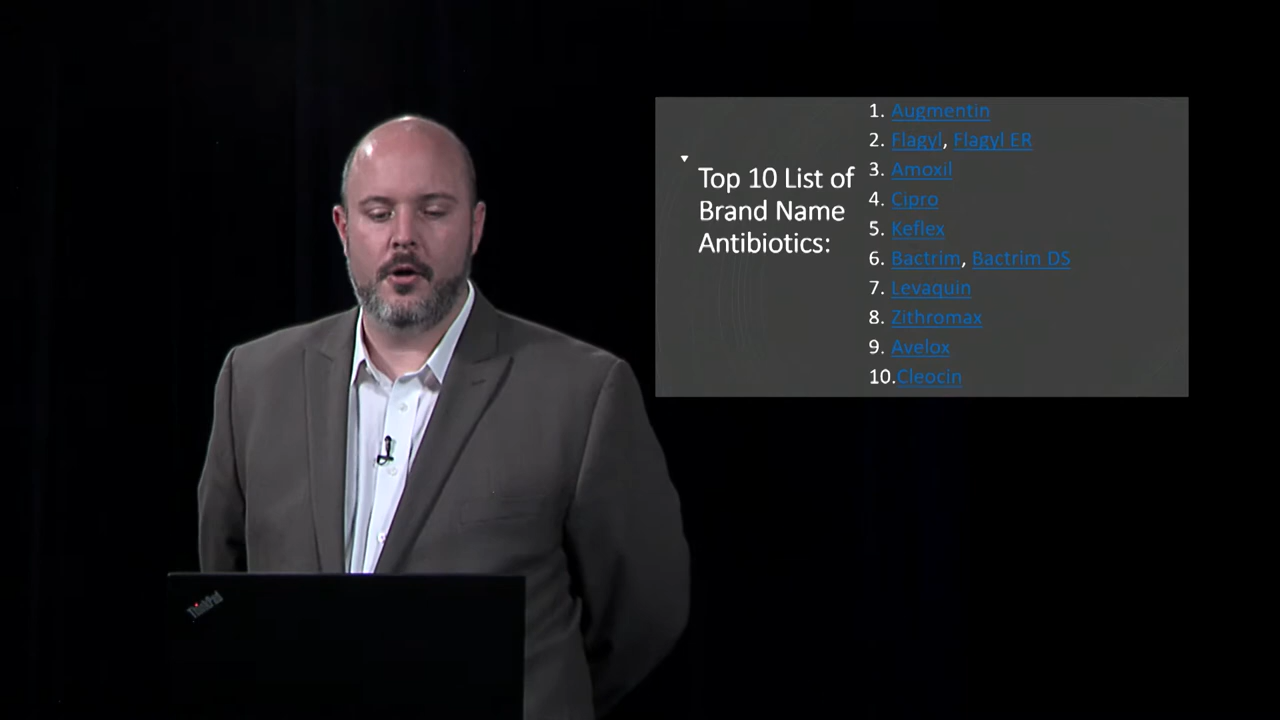 Top 10 List of
Brand Name
Antibiotics:
1. Augmentin
2. Flagyl, Flagyl ER
3. Amoxil
4. Cipro
5. Keflex
6. Bactrim, Bactrim DS
7. Levaquin
8. Zithromax
9. Avelox
10.Cleocin
ThinkPad